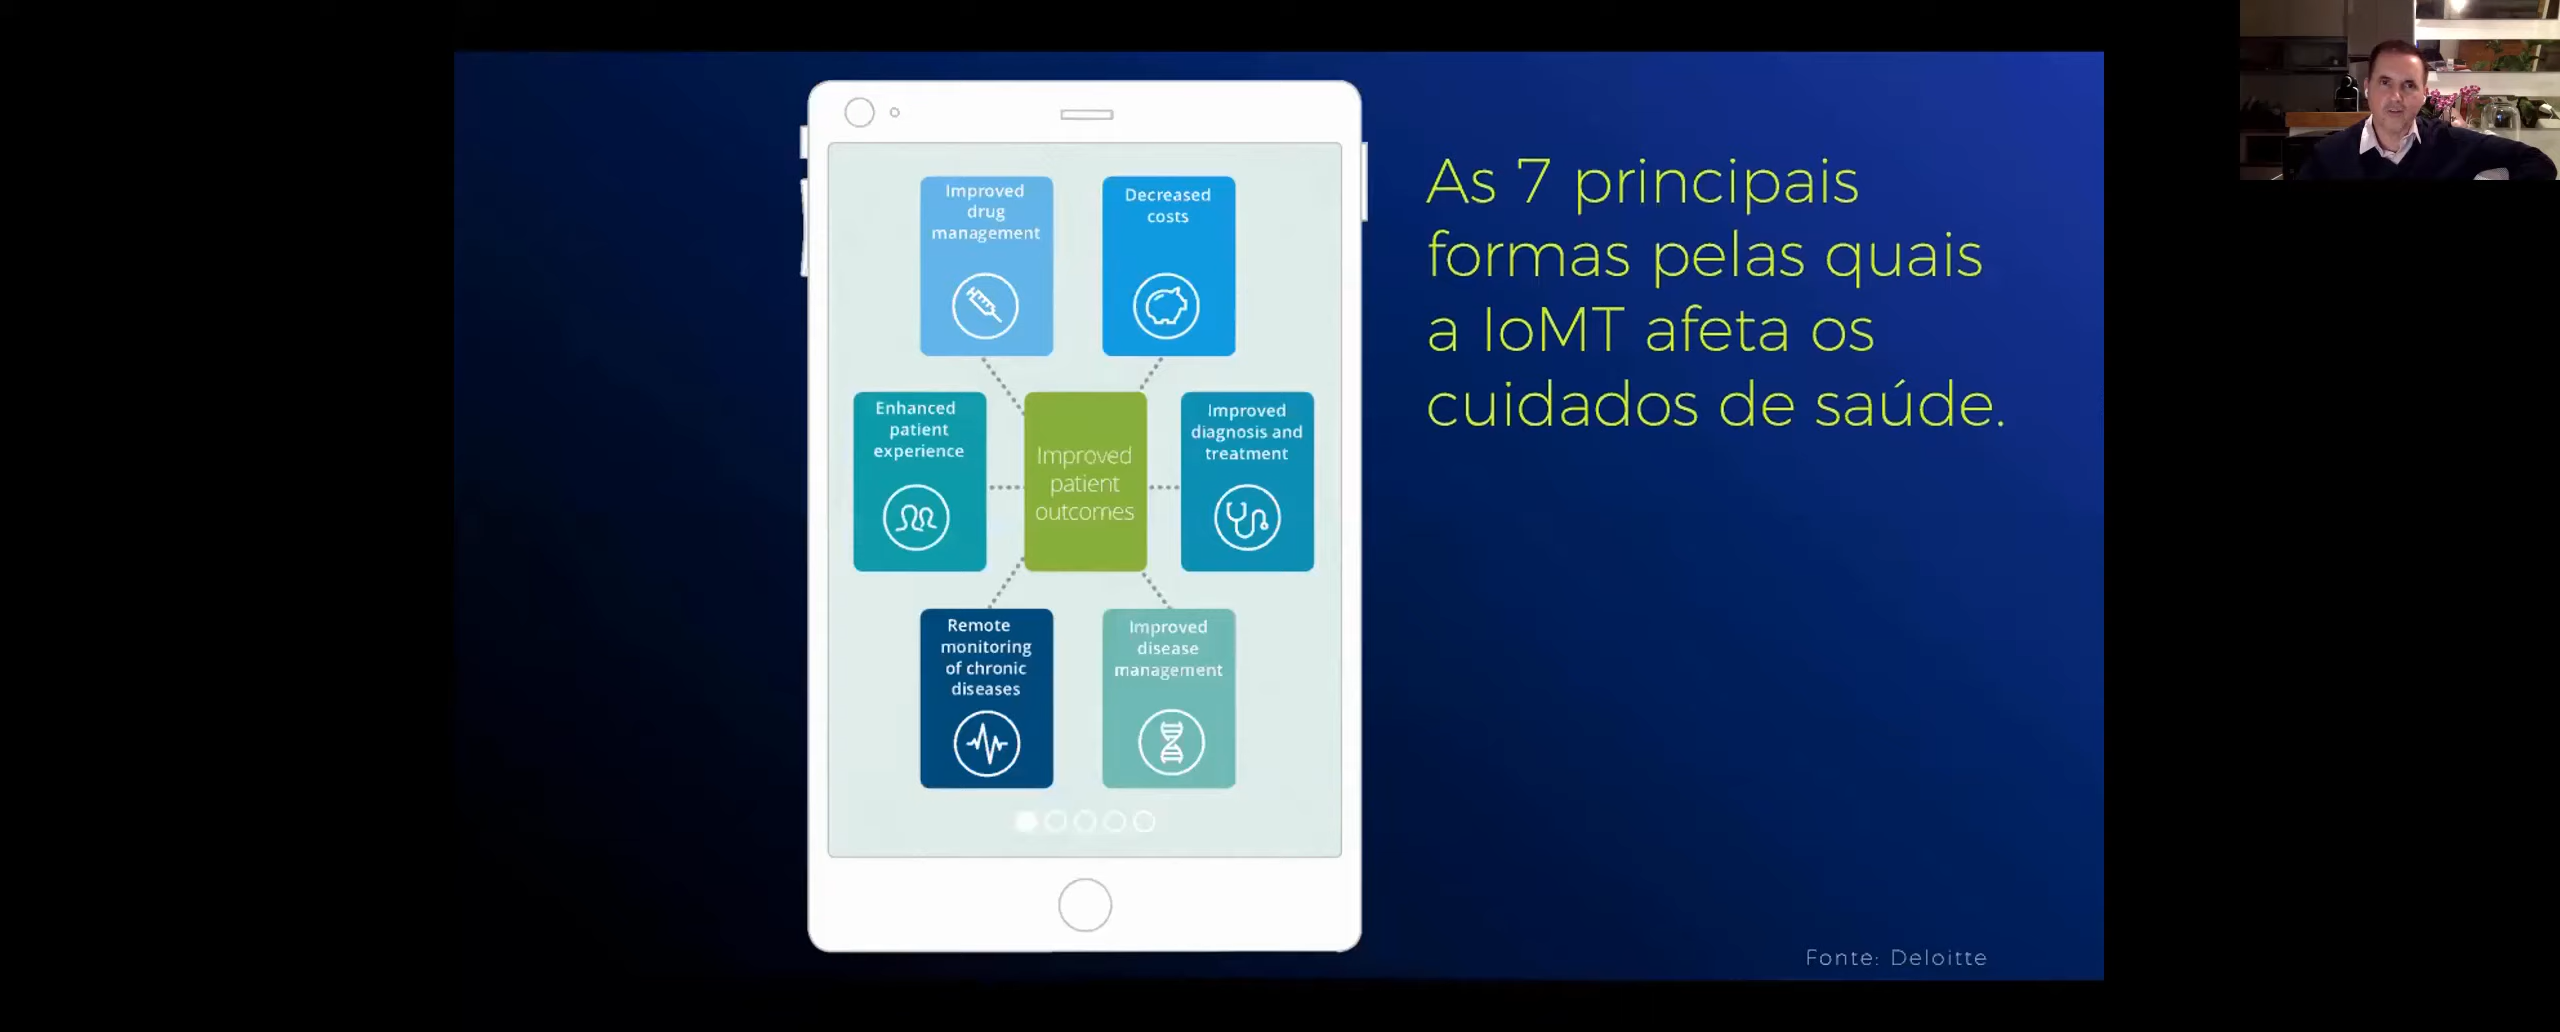 Improved
drug
management
Decreased
costs
Enhanced
patient
experience
Improved
patient
outcomes
Improved
diagnosis and
treatment
Remote
monitoring
of chronic
diseases
Improved
disease
management
As 7 principais
formas pelas quais
a IoMT afeta os
cuidados de saúde.
Fonte: Deloitte